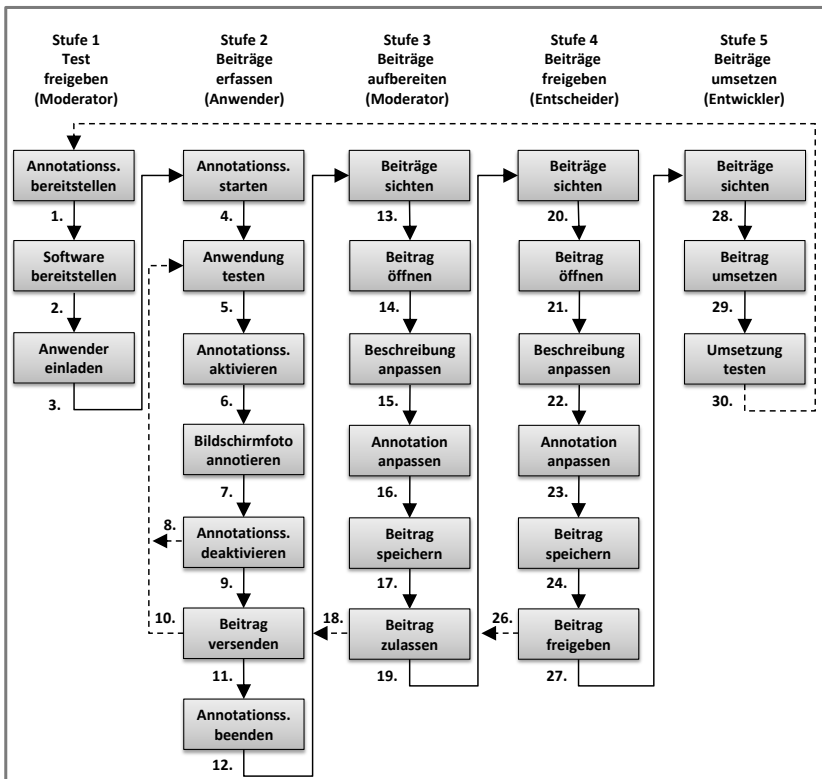 Stufe 1
Test
freigeben
(Moderator)
Stufe 2
Beiträge
erfassen
(Anwender)
Stufe 3
Beiträge
aufbereiten
(Moderator)
Stufe 4
Beiträge
freigeben
(Entscheider)
Stufe 5
Beiträge
umsetzen
(Entwickler)
Annotationss.
bereitstellen
1.
Software
bereitstellen
2.
Anwender
einladen
3.
Annotationss.
starten
4.
Anwendung
testen
5.
Annotationss.
aktivieren
6.
Bildschirmfoto
annotieren
7.
8.
Annotationss.
deaktivieren
9.
10.
Beitrag
versenden
11.
Annotationss.
beenden
12.
Beiträge
sichten
13.
Beitrag
öffnen
14.
Beschreibung
anpassen
15.
Annotation
anpassen
16.
Beitrag
speichern
17.
18.
Beitrag
zulassen
19.
Beiträge
sichten
20.
Beitrag
öffnen
21.
Beschreibung
anpassen
22.
Annotation
anpassen
23.
Beitrag
speichern
24.
26.
Beitrag
freigeben
27.
Beiträge
sichten
28.
Beitrag
umsetzen
29.
Umsetzung
testen
30.